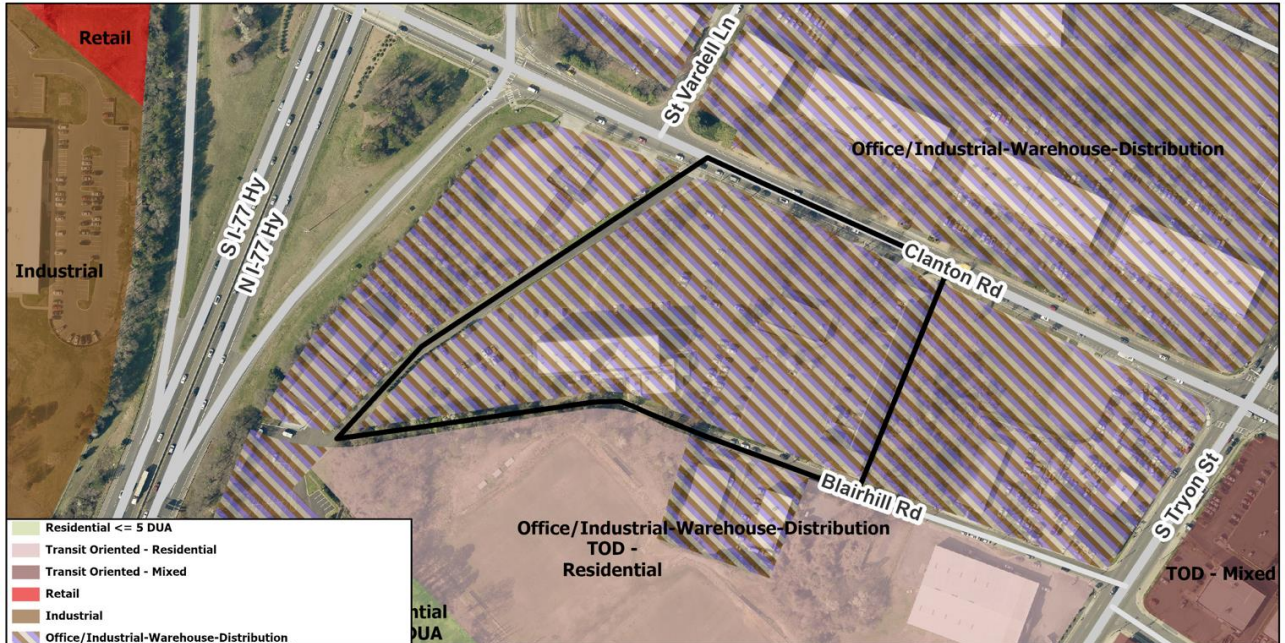 Retail
St Vardell Ln
Office/Industrial-Warehouse-Distribution
S I-77 Hy
N I-77 Hy
Industrial
Clanton Rd
Blairhill Rd
S Tryon St
Office/Industrial-Warehouse-Distribution
TOD -
Residential
TOD - Mixed
ntial
DUA
Residential <= 5 DUA
Transit Oriented - Residential
Transit Oriented - Mixed
Retail
Industrial
Office/Industrial-Warehouse-Distribution